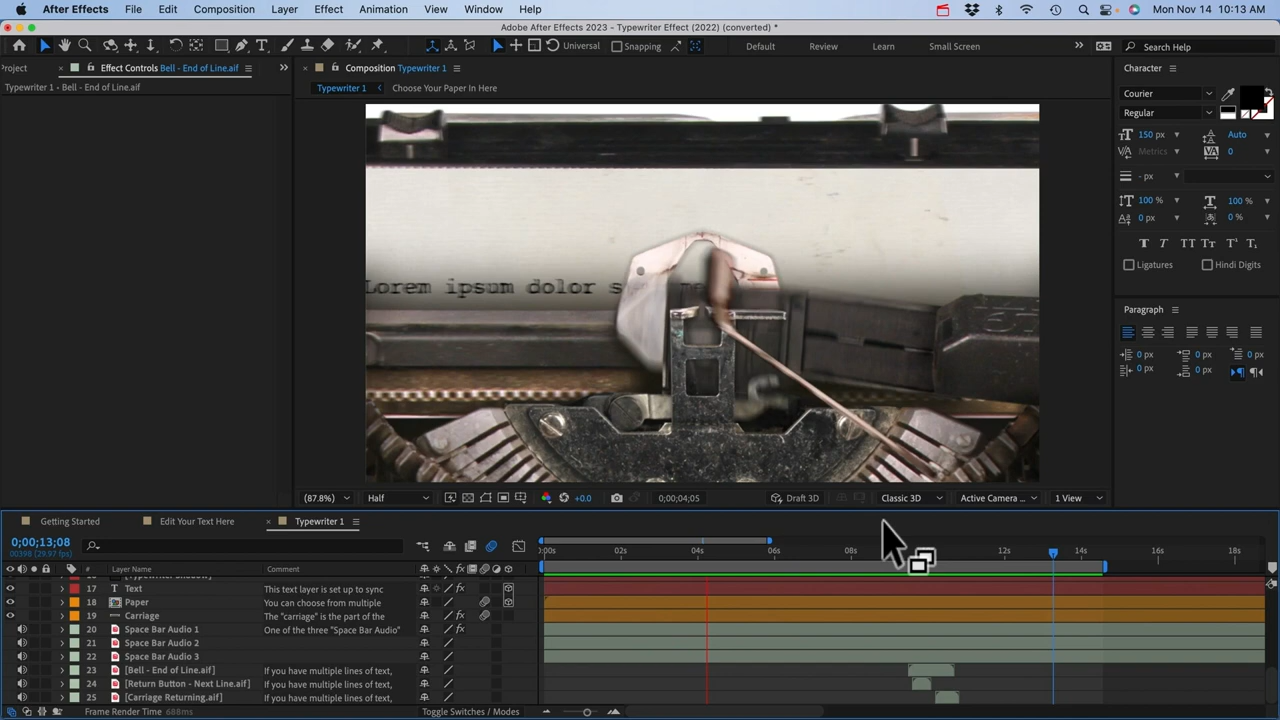 After Effects File Edit Composition Layer Effect Animation View Window Help Mon Nov 14 10:13 AM
Adobe After Effects 2023 - Typewriter Effect (2022) (converted) *
Universal Snapping Default Review Learn Small Screen Search Help
Project Effect Controls Bell - End of Line.aif Composition Typewriter 1 Character
Typewriter 1 • Bell - End of Line.aif Typewriter 1 Choose Your Paper In Here
Courier
Regular
150 px Auto
Metrics 0
- px
100 % 100 %
0 px 0 %
Ligatures Hindi Digits
Paragraph
0 px 0 px 0 px
0 px 0 px
Lorem ipsum dolor s
(87.8%) Half +0.0 0;00;04;05 Draft 3D Classic 3D Active Camera ... 1 View
Getting Started Edit Your Text Here Typewriter 1
0;00;13;08
00398 (29.97 fps) :00s 02s 04s 06s 08s 12s 14s 16s 18s
# Layer Name Comment
[Typewriter Shadow]
17 T Text This text layer is set up to sync
18 Paper You can choose from multiple
19 Carriage The "carriage" is the part of the
20 Space Bar Audio 1 One of the three "Space Bar Audio"
21 Space Bar Audio 2
22 Space Bar Audio 3
23 [Bell - End of Line.aif] If you have multiple lines of text,
24 [Return Button - Next Line.aif] If you have multiple lines of text,
25 [Carriage Returning.aif] If you have multiple lines of text,
Frame Render Time 688ms Toggle Switches / Modes